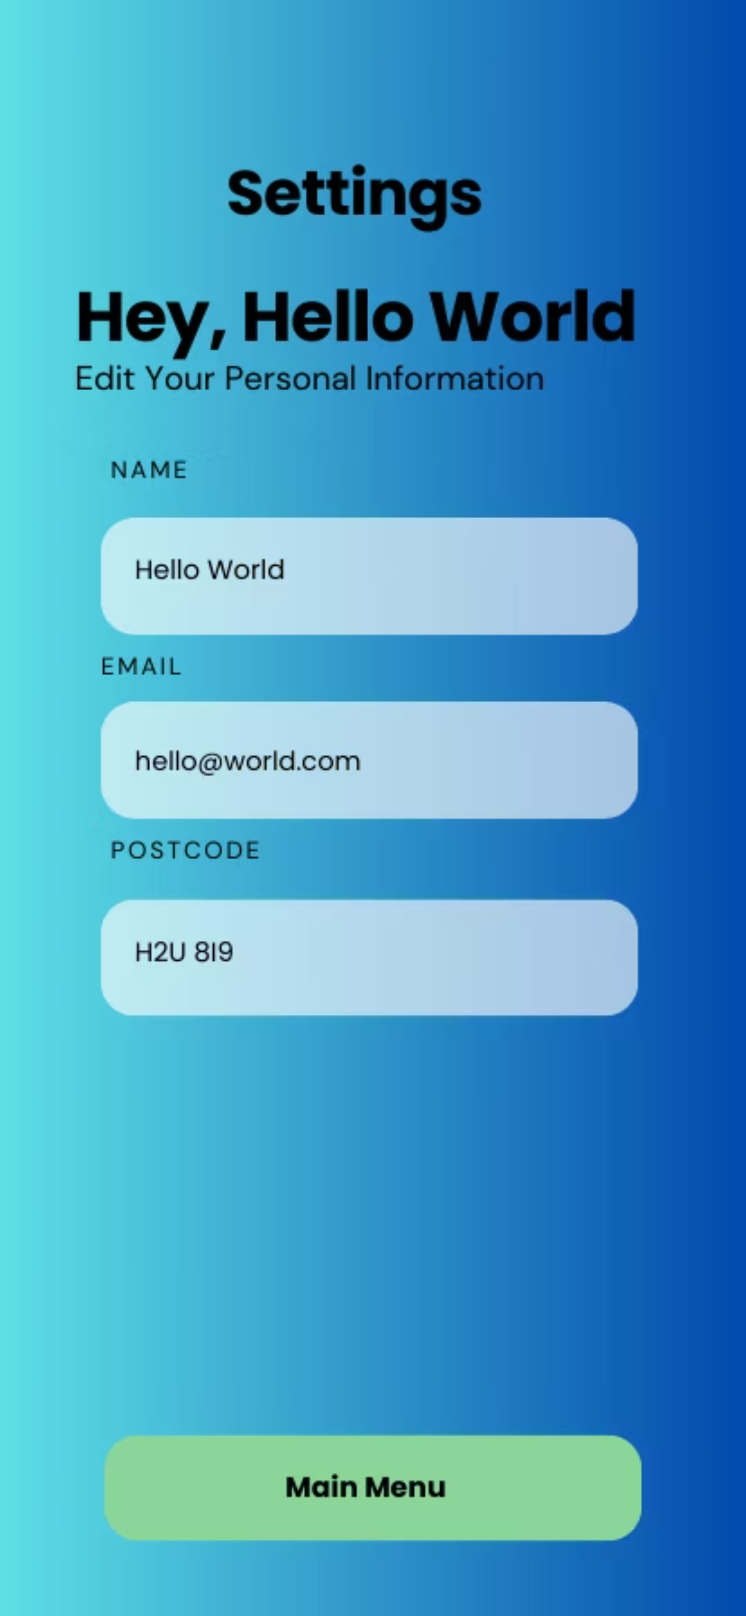 Settings
Hey, Hello World
Edit Your Personal Information
NAME
Hello World
EMAIL
hello@world.com
POSTCODE
H2U 8I9
Main Menu